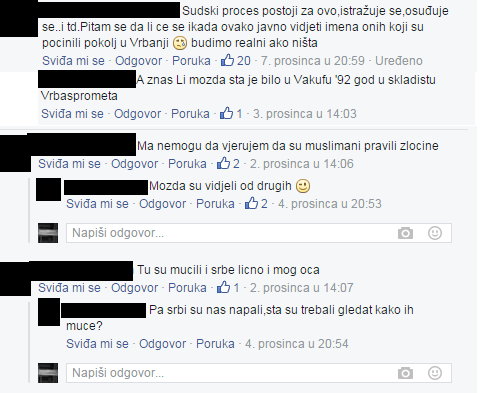 Sudski proces postoji za ovo,istražuje se,osuđuje
se..i td.Pitam se da li ce se ikada ovako javno vidjeti imena onih koji su
pocinili pokolj u Vrbanji budimo realni ako ništa
Sviđa mi se · Odgovor · Poruka · 20 · 7. prosinca u 20:59 · Uređeno
A znas Li mozda sta je bilo u Vakufu '92 god u skladistu
Vrbasprometa
Sviđa mi se · Odgovor · Poruka · 1 · 3. prosinca u 14:03
Ma nemogu da vjerujem da su muslimani pravili zlocine
Sviđa mi se · Odgovor · Poruka · 2 · 2. prosinca u 14:06
Mozda su vidjeli od drugih
Sviđa mi se · Odgovor · Poruka · 2 · 4. prosinca u 20:53
Napiši odgovor...
Tu su mucili i srbe licno i mog oca
Sviđa mi se · Odgovor · Poruka · 1 · 2. prosinca u 14:07
Pa srbi su nas napali,sta su trebali gledat kako ih
muce?
Sviđa mi se · Odgovor · Poruka · 4. prosinca u 20:54
Napiši odgovor...